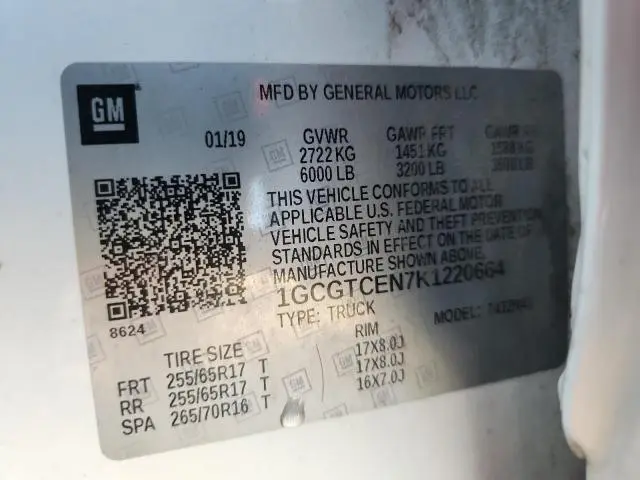 GM
MFD BY GENERAL MOTORS LLC
01/19 GVWR GAWR FRT GAWR
2722 KG 1451 KG KG
6000 LB 3200 LB LB
THIS VEHICLE CONFORMS TO ALL
APPLICABLE U.S. FEDERAL MOTOR
VEHICLE SAFETY AND THEFT PREVENTION
STANDARDS IN EFFECT ON THE DATE OF
MANUFACTURE SHOWN ABOVE.
1GCGTCEN7K1220664
8624 TYPE: TRUCK MODEL:
TIRE SIZE RIM
FRT 255/65R17 T 17X8.0J
RR 255/65R17 T 17X8.0J
SPA 265/70R16 T 16X7.0J